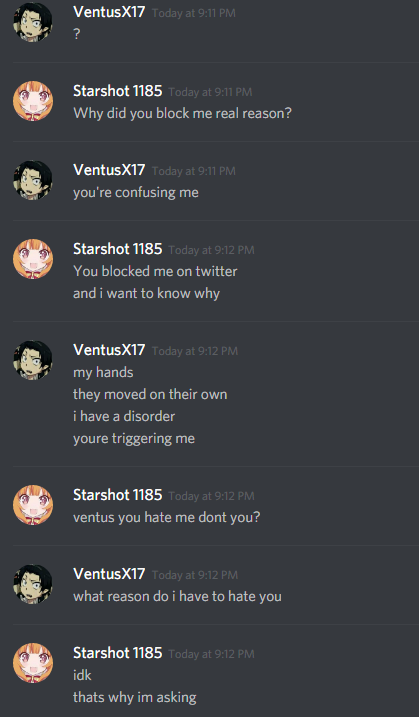 VentusX17 Today at 9:11 PM
?
Starshot 1185 Today at 9:11 PM
Why did you block me real reason?
VentusX17 Today at 9:11 PM
you're confusing me
Starshot 1185 Today at 9:12 PM
You blocked me on twitter
and i want to know why
VentusX17 Today at 9:12 PM
my hands
they moved on their own
i have a disorder
youre triggering me
Starshot 1185 Today at 9:12 PM
ventus you hate me dont you?
VentusX17 Today at 9:12 PM
what reason do i have to hate you
Starshot 1185 Today at 9:12 PM
idk
thats why im asking